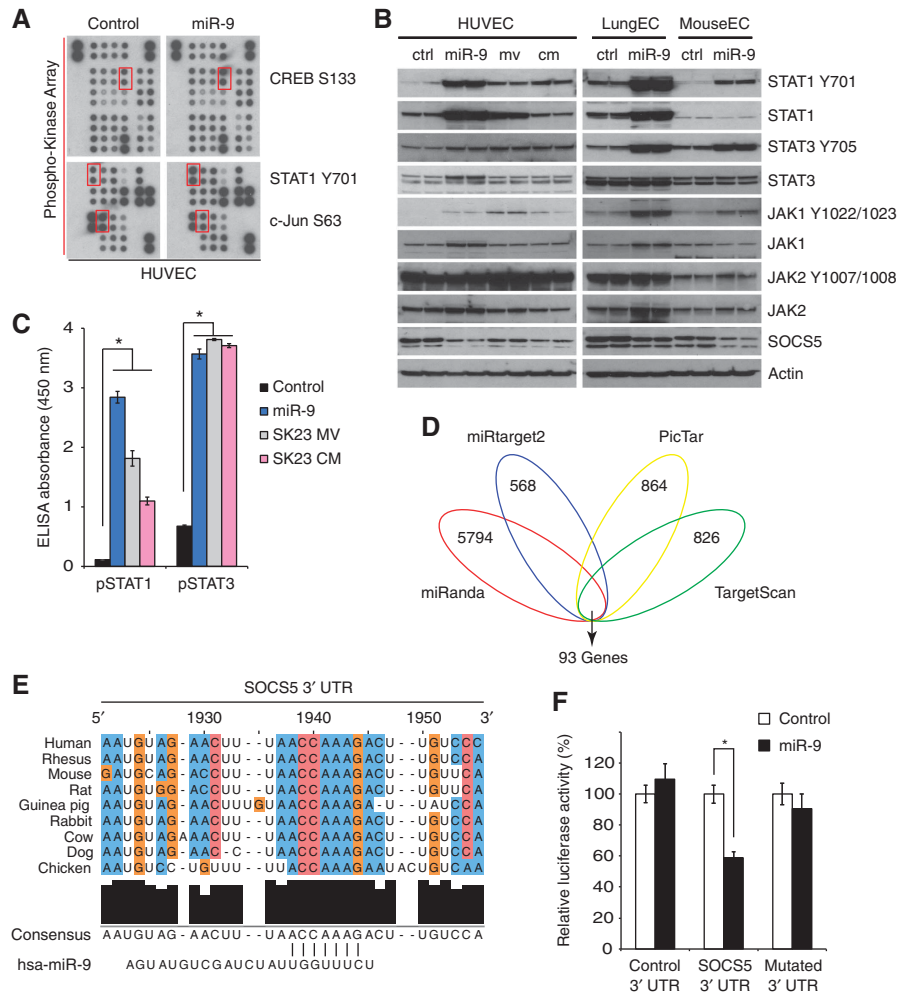 A
Control
miR-9
Phospho-Kinase Array
CREB S133
STAT1 Y701
c-Jun S63
HUVEC
B
HUVEC
LungEC
MouseEC
ctrl miR-9 mv cm
ctrl miR-9
ctrl miR-9
STAT1 Y701
STAT1
STAT3 Y705
STAT3
JAK1 Y1022/1023
JAK1
JAK2 Y1007/1008
JAK2
SOCS5
Actin
C
ELISA absorbance (450 nm)
4
3
2
1
0
*
*
pSTAT1
pSTAT3
Control
miR-9
SK23 MV
SK23 CM
D
miRtarget2
PicTar
568
864
5794
826
miRanda
TargetScan
93 Genes
E
SOCS5 3′ UTR
5′ 1930 1940 1950 3′
Human AAUGUAG-AACUU--UAACCAAAGACU--UGUCCC
Rhesus AAUGUAG-AACUU--UAACCAAAGACU--UGUCCA
Mouse GAUGCAG-ACCUU--UAACCAAAGACU--UGUUCA
Rat AAUGUGG-ACCUU--UAACCAAAGACU--UGUCCA
Guinea pig AAUGUAG-AACUUUGUAACCAAAGA-U--UAUCCA
Rabbit AAUGUAG-AACUU--UAACCAAAGACU--UGUCCA
Cow AAUGUAGAAACUU--UAACCAAAGACU--UGUCCA
Dog AAUGUAG-AAC-C--UAACCAAAGACU--UGUCCA
Chicken AAUGUCC-UGUUU-UUACCAAAGAAUACUGUCAA
Consensus AAUGUAG-AACUU--UAACCAAAGACU--UGUCCA
hsa-miR-9 AGUAUGUCGAUCUAUUGGUUUCU
F
Relative luciferase activity (%)
120
100
80
60
40
20
0
Control
miR-9
*
Control 3′ UTR
SOCS5 3′ UTR
Mutated 3′ UTR